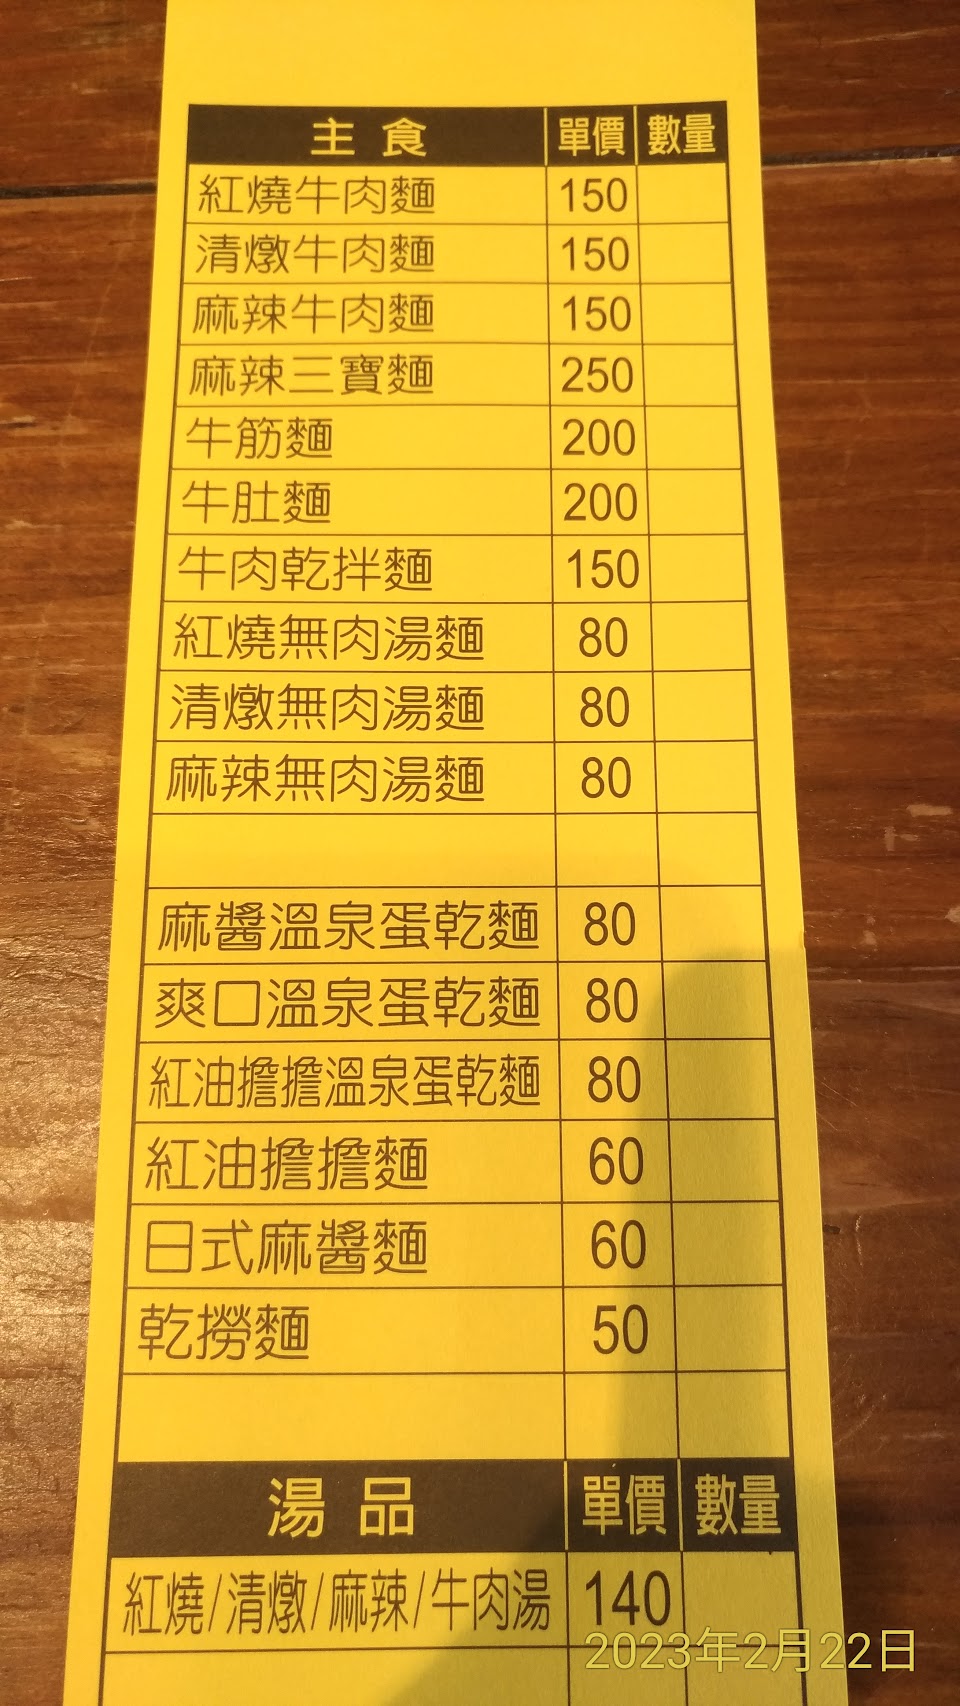 主食 單價 數量
紅燒牛肉麵 150
清燉牛肉麵 150
麻辣牛肉麵 150
麻辣三寶麵 250
牛筋麵 200
牛肚麵 200
牛肉乾拌麵 150
紅燒無肉湯麵 80
清燉無肉湯麵 80
麻辣無肉湯麵 80
麻醬溫泉蛋乾麵 80
爽口溫泉蛋乾麵 80
紅油擔擔溫泉蛋乾麵 80
紅油擔擔麵 60
日式麻醬麵 60
乾撈麵 50
湯品 單價 數量
紅燒/清燉/麻辣/牛肉湯 140
2023年2月22日